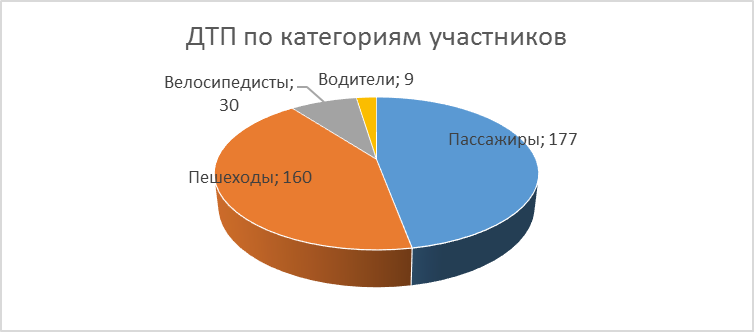 ДТП по категориям участников
Велосипедисты;
30
Водители; 9
Пассажиры; 177
Пешеходы; 160